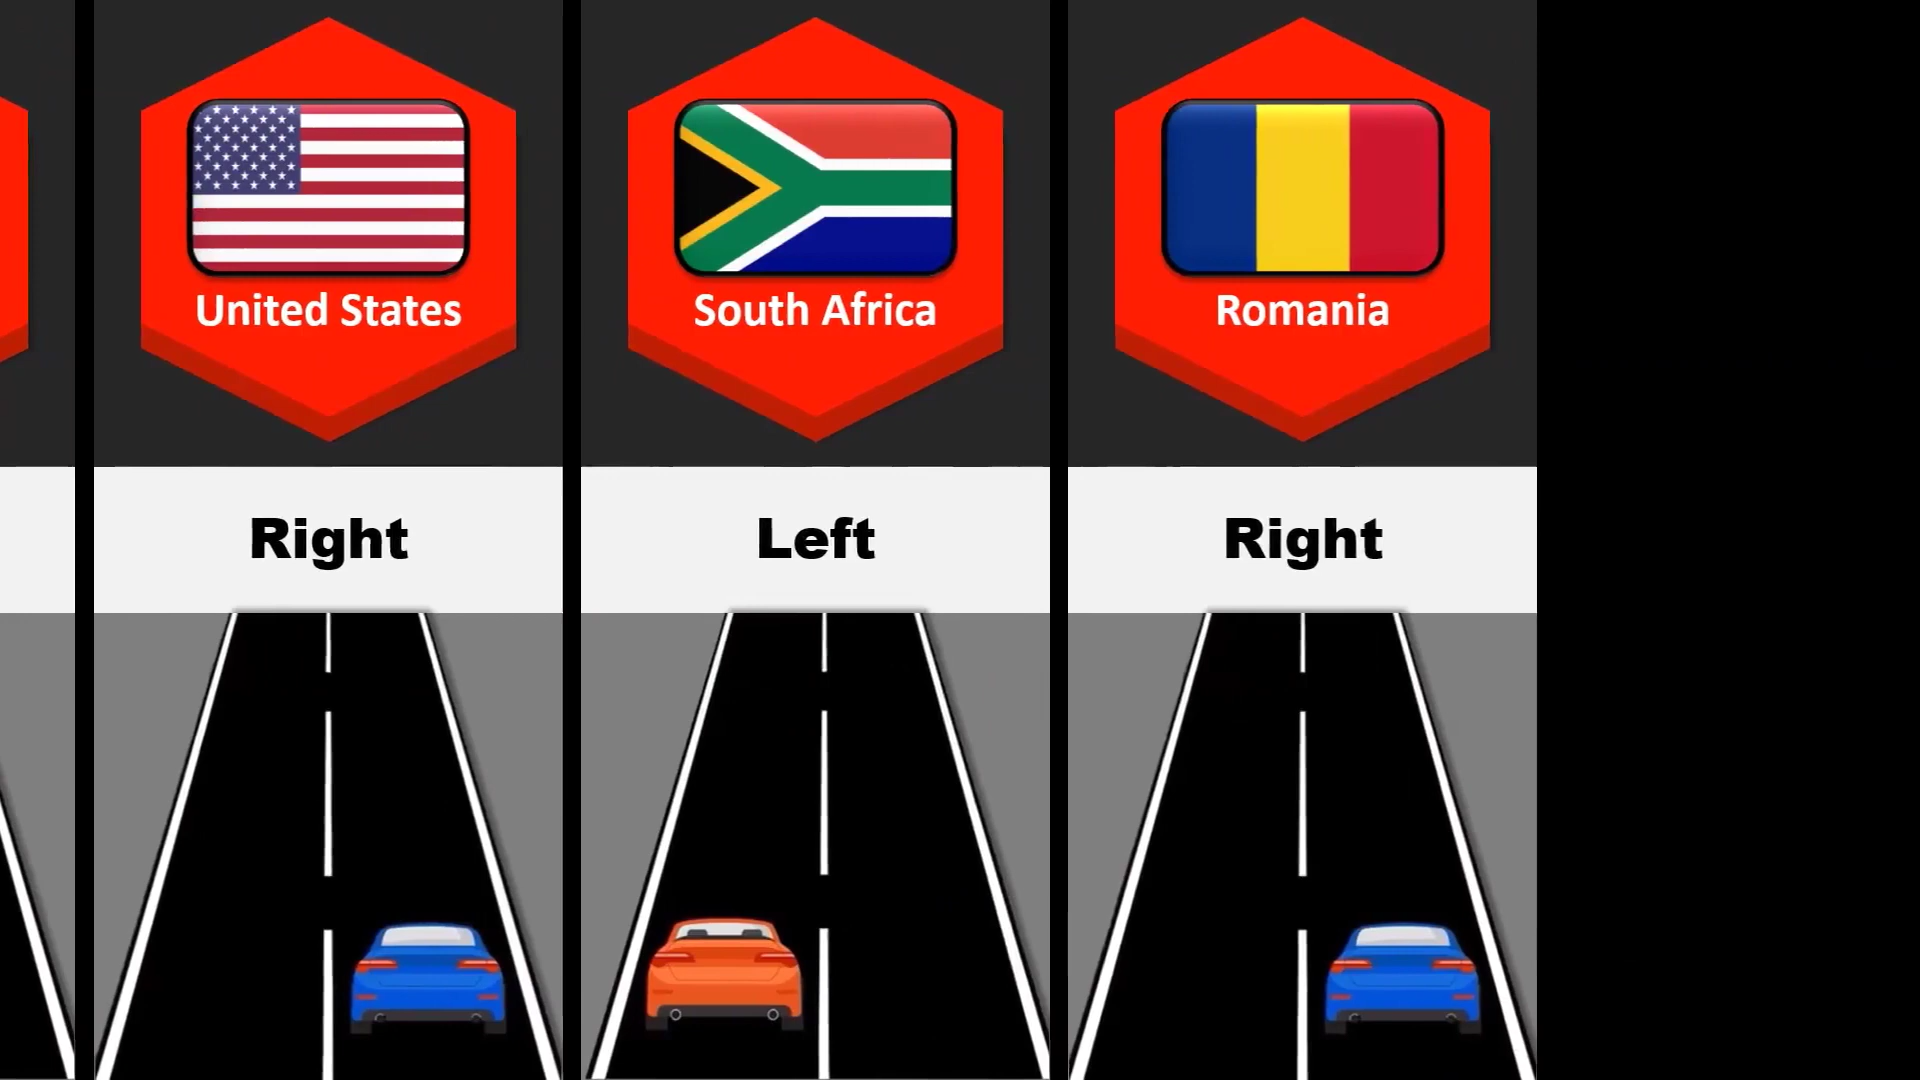 United States
Right
South Africa
Left
Romania
Right